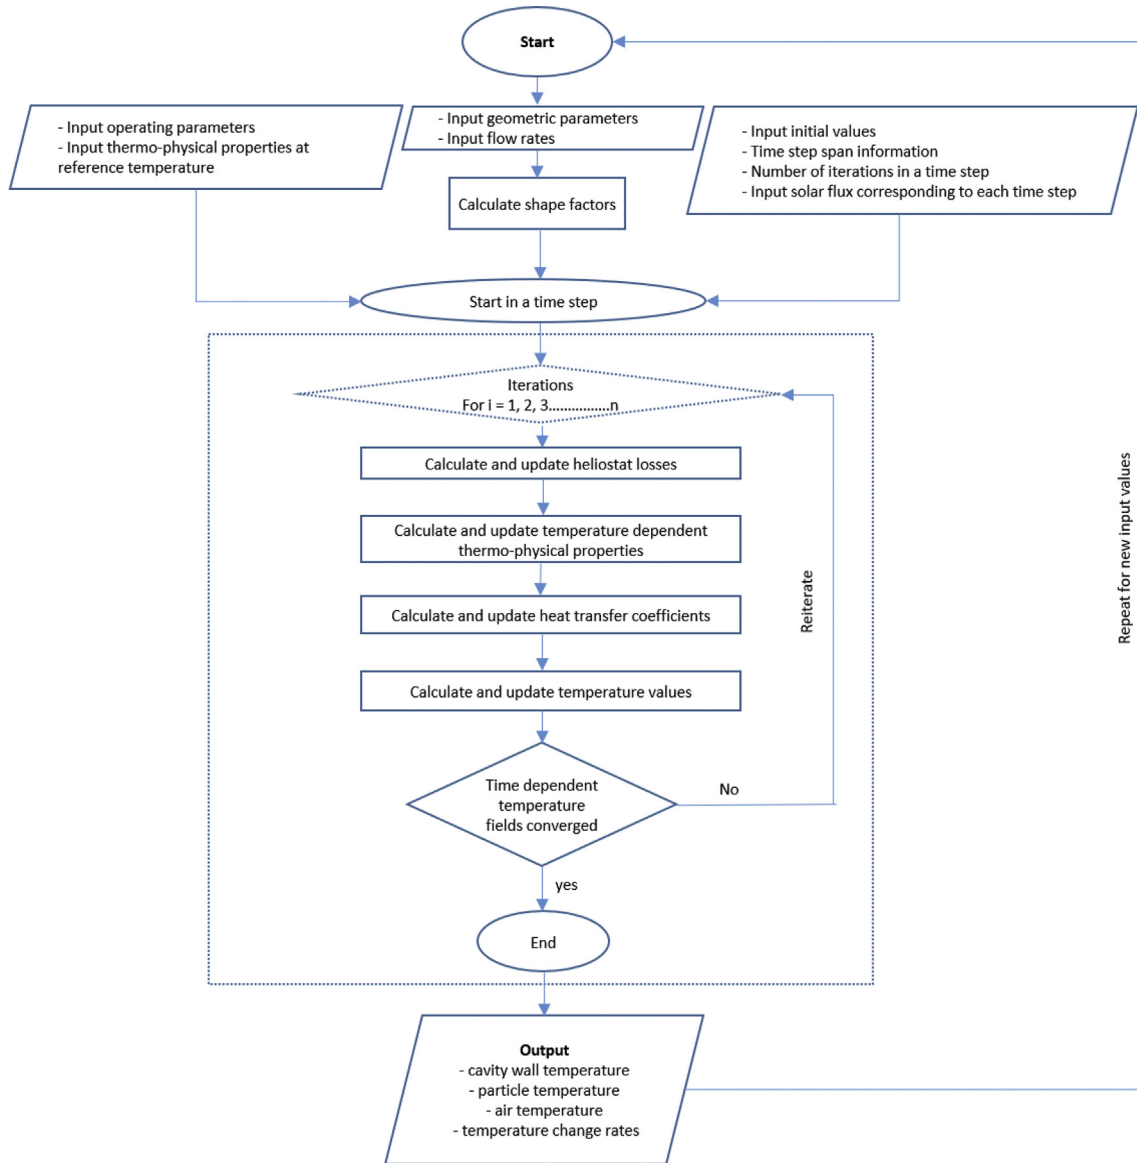 Start
- Input operating parameters
- Input thermo-physical properties at
reference temperature
- Input geometric parameters
- Input flow rates
- Input initial values
- Time step span information
- Number of iterations in a time step
- Input solar flux corresponding to each time step
Calculate shape factors
Start in a time step
Iterations
For i = 1, 2, 3................n
Calculate and update heliostat losses
Calculate and update temperature dependent
thermo-physical properties
Calculate and update heat transfer coefficients
Calculate and update temperature values
Time dependent
temperature
fields converged
No
Reiterate
yes
End
Output
- cavity wall temperature
- particle temperature
- air temperature
- temperature change rates
Repeat for new input values